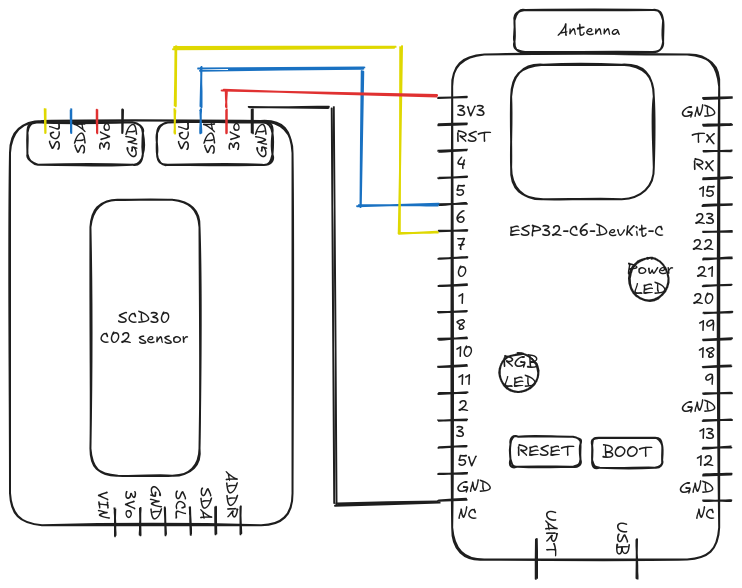 Antenna
SCL
SDA
3Vo
GND
SCL
SDA
3Vo
GND
SCD30
CO2 sensor
VIN
3Vo
GND
SCL
SDA
ADDR
3V3
RST
4
5
6
7
0
1
8
10
11
2
3
5V
GND
NC
ESP32-C6-DevKit-C
Power
LED
RGB
LED
RESET
BOOT
UART
USB
GND
TX
RX
15
23
22
21
20
19
18
9
GND
13
12
GND
NC